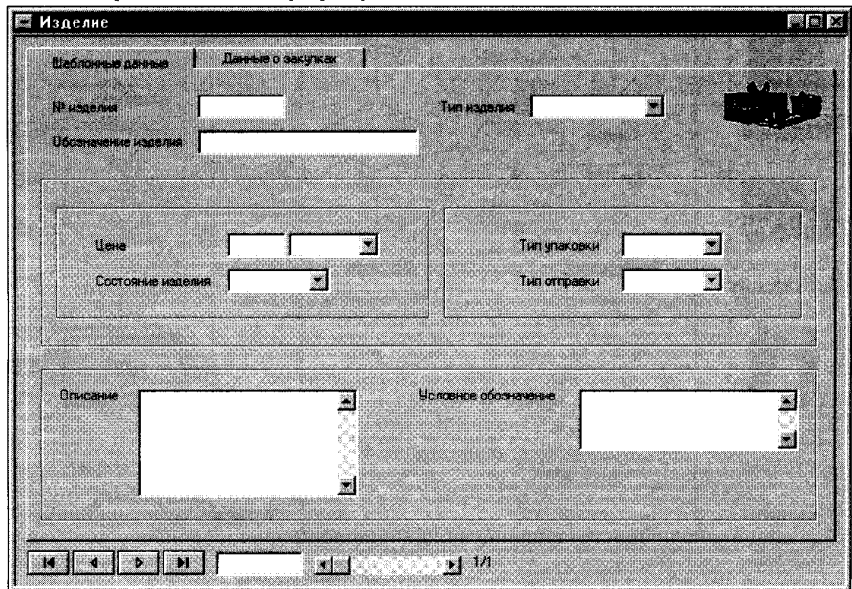 Изделие
Шаблонные данные
Данные о закупках
№ изделия
Тип изделия
Обозначение изделия
Цена
Тип упаковки
Состояние изделия
Тип отправки
Описание
Условное обозначение
1/1